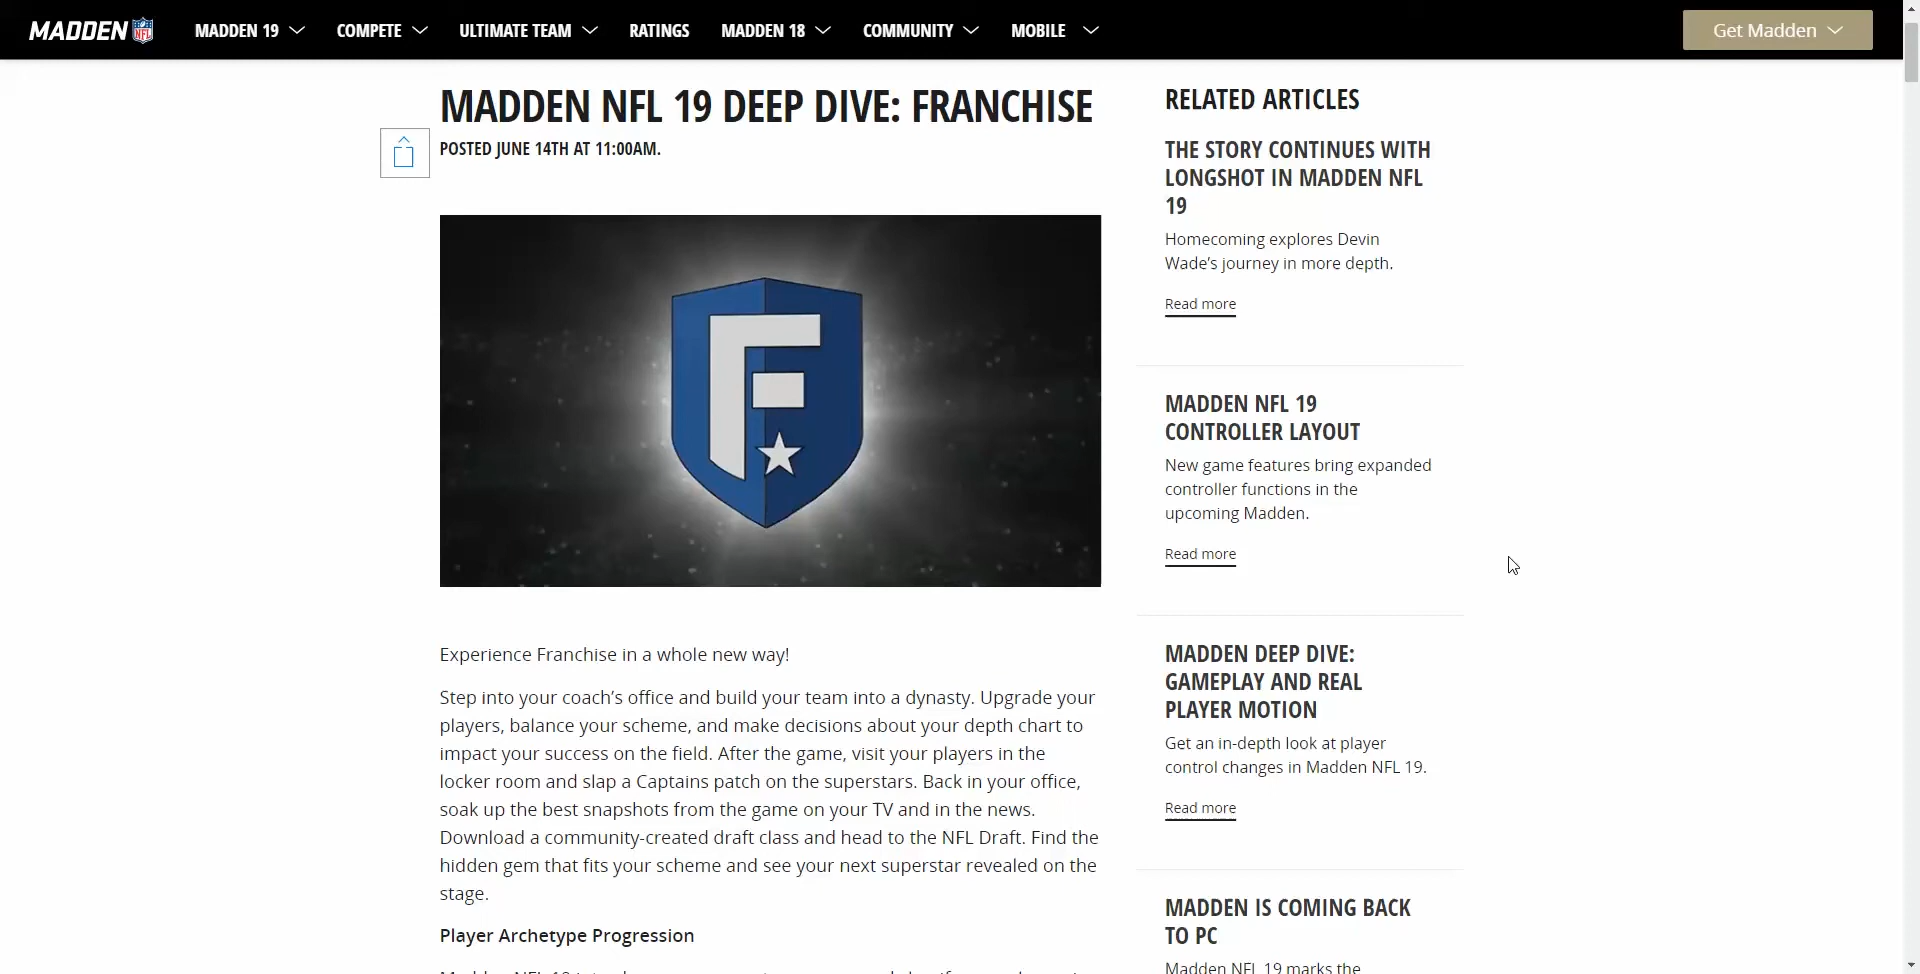 MADDEN NFL
MADDEN 19 COMPETE ULTIMATE TEAM RATINGS MADDEN 18 COMMUNITY MOBILE Get Madden
MADDEN NFL 19 DEEP DIVE: FRANCHISE
POSTED JUNE 14TH AT 11:00AM.
F
Experience Franchise in a whole new way!
Step into your coach’s office and build your team into a dynasty. Upgrade your
players, balance your scheme, and make decisions about your depth chart to
impact your success on the field. After the game, visit your players in the
locker room and slap a Captains patch on the superstars. Back in your office,
soak up the best snapshots from the game on your TV and in the news.
Download a community-created draft class and head to the NFL Draft. Find the
hidden gem that fits your scheme and see your next superstar revealed on the
stage.
Player Archetype Progression
RELATED ARTICLES
THE STORY CONTINUES WITH
LONGSHOT IN MADDEN NFL
19
Homecoming explores Devin
Wade’s journey in more depth.
Read more
MADDEN NFL 19
CONTROLLER LAYOUT
New game features bring expanded
controller functions in the
upcoming Madden.
Read more
MADDEN DEEP DIVE:
GAMEPLAY AND REAL
PLAYER MOTION
Get an in-depth look at player
control changes in Madden NFL 19.
Read more
MADDEN IS COMING BACK
TO PC
Madden NFL 19 marks the